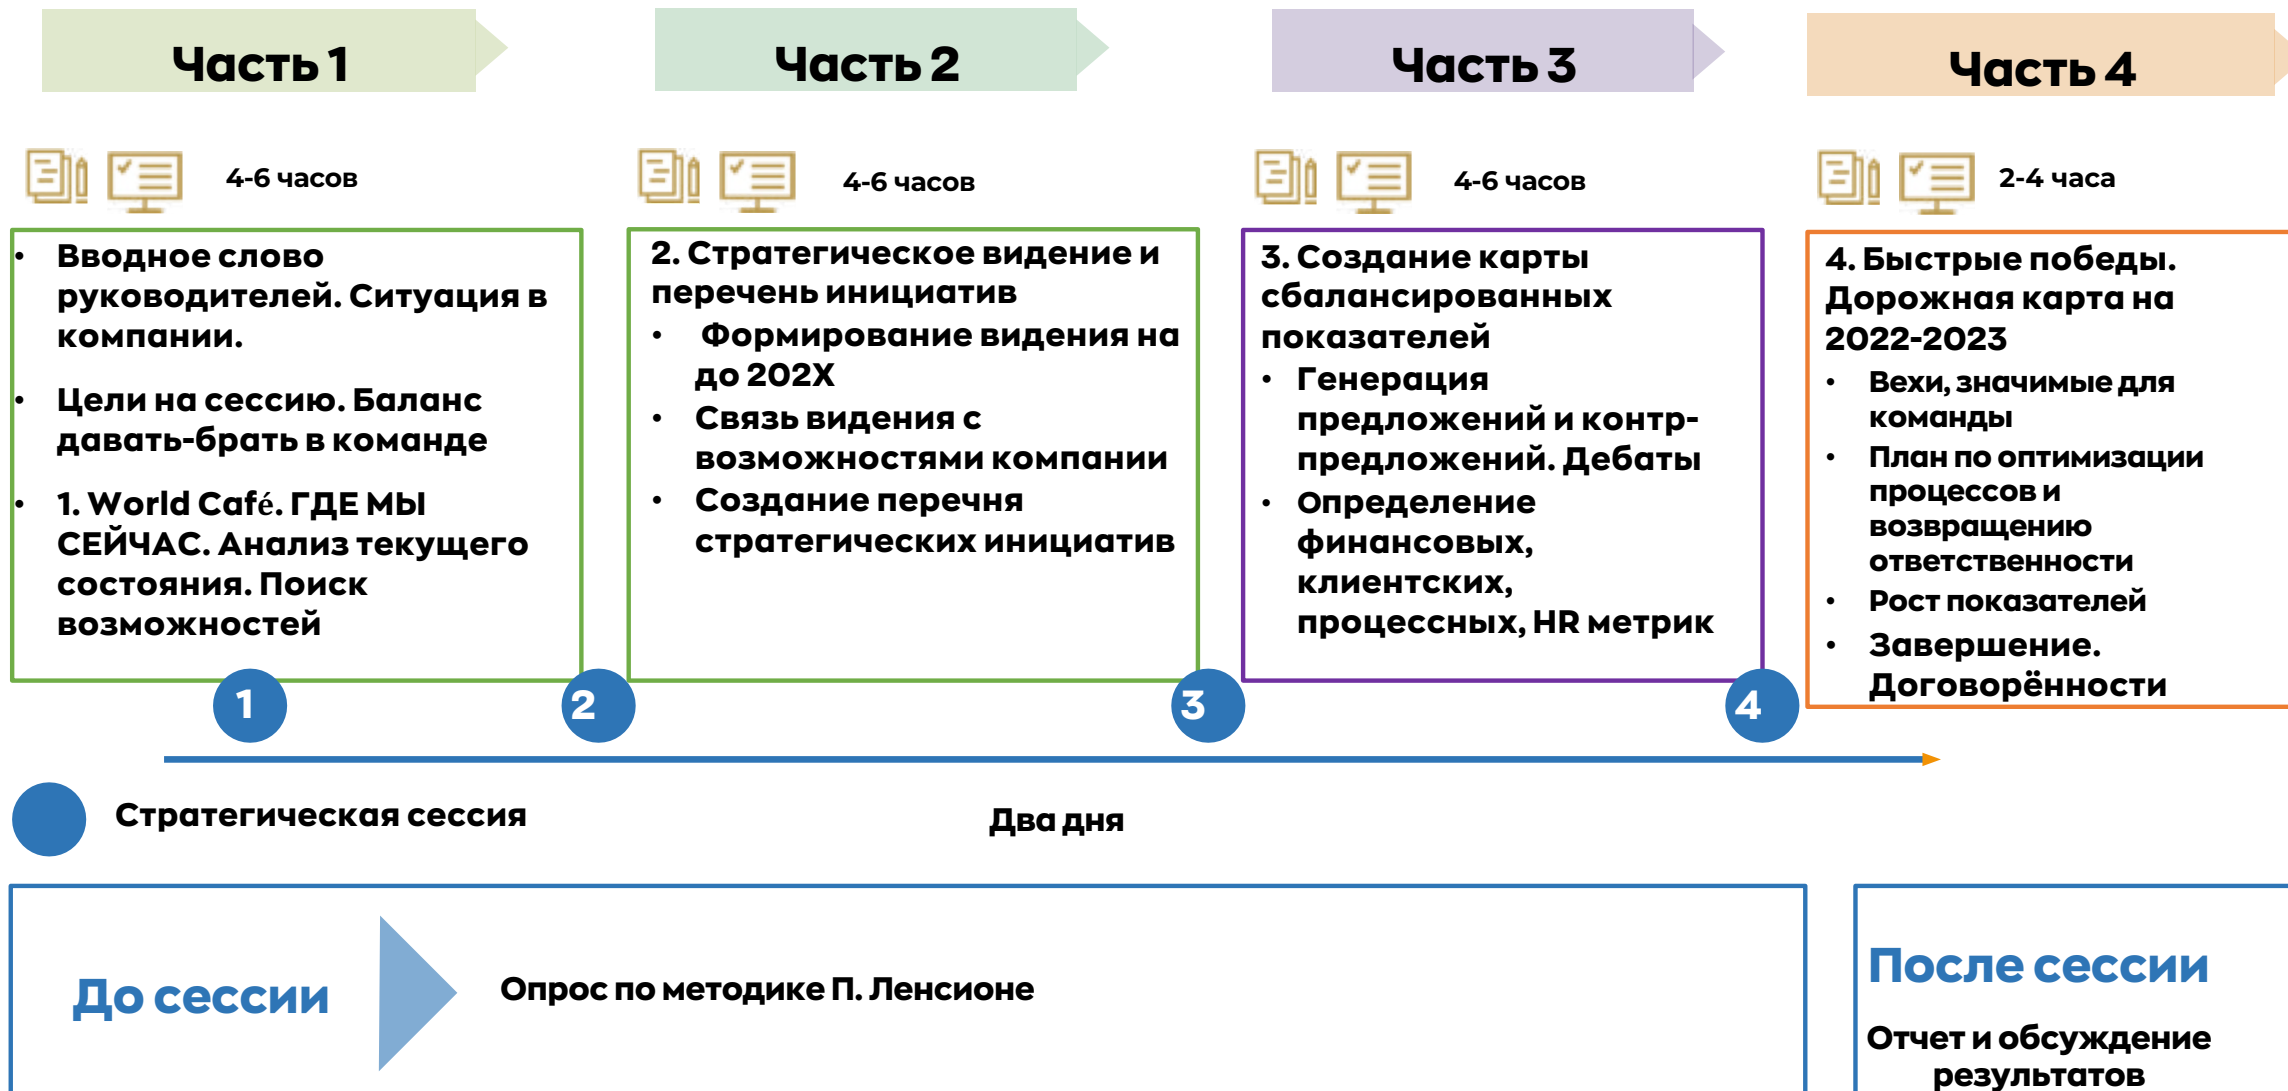 Часть 1
Часть 2
Часть 3
Часть 4
4-6 часов
4-6 часов
4-6 часов
2-4 часа
• Вводное слово
руководителей. Ситуация в
компании.
• Цели на сессию. Баланс
давать-брать в команде
• 1. World Café. ГДЕ МЫ
СЕЙЧАС. Анализ текущего
состояния. Поиск
возможностей
2. Стратегическое видение и
перечень инициатив
• Формирование видения на
до 202X
• Связь видения с
возможностями компании
• Создание перечня
стратегических инициатив
3. Создание карты
сбалансированных
показателей
• Генерация
предложений и контр-
предложений. Дебаты
• Определение
финансовых,
клиентских,
процессных, HR метрик
4. Быстрые победы.
Дорожная карта на
2022-2023
• Вехи, значимые для
команды
• План по оптимизации
процессов и
возвращению
ответственности
• Рост показателей
• Завершение.
Договорённости
1
2
3
4
Стратегическая сессия
Два дня
До сессии
Опрос по методике П. Ленсионе
После сессии
Отчет и обсуждение
результатов